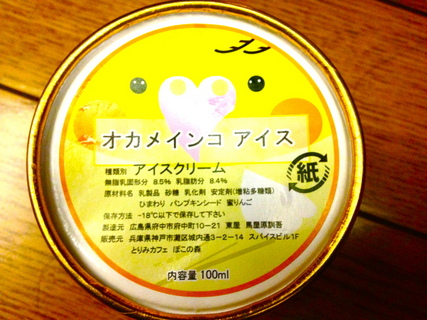 オカメインコ アイス
種類別 アイスクリーム
無脂乳固形分 8.5% 乳脂肪分 8.4%
原材料名 乳製品 砂糖 乳化剤 安定剤(増粘多糖類)
ひまわり パンプキンシード 蜜りんご
保存方法 -18℃以下で保存して下さい
製造元 広島県府中市府中町10-21 東屋 鳥屋原訓吾
販売元 兵庫県神戸市灘区城内通3-2-14 スパイスビル1F
とりみカフェ ぽこの森
内容量 100ml
紙